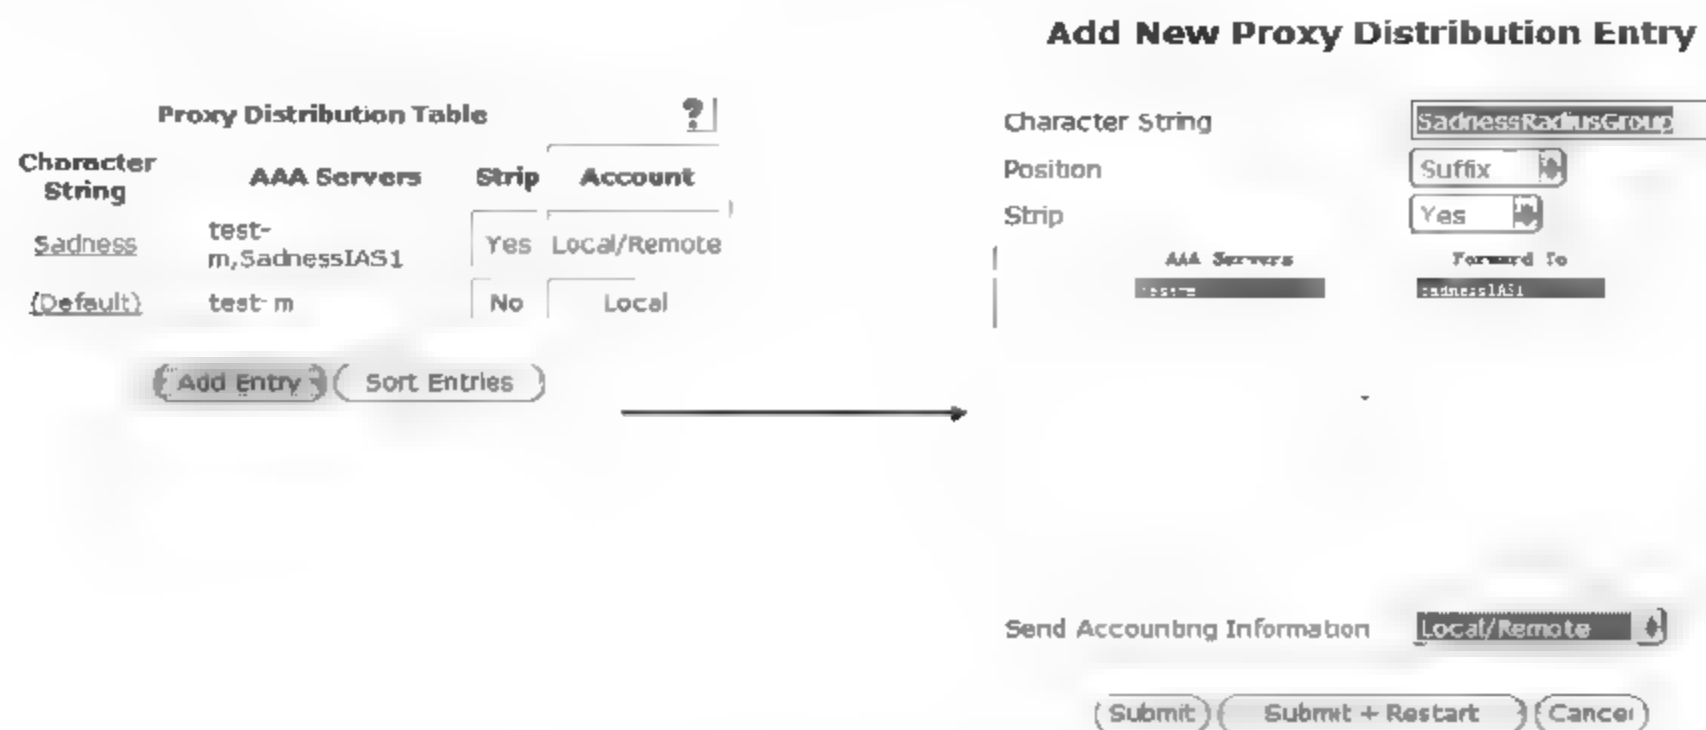 Add New Proxy Distribution Entry
Proxy Distribution Table ?
Character String
AAA Servers
Strip
Account
Sadness
test-
m,SadnessIAS1
Yes
Local/Remote
(Default)
test-m
No
Local
Add Entry
Sort Entries
Character String
SadnessRadiusGroup
Position
Suffix
Strip
Yes
AAA Servers
Forward To
test-m
SadnessIAS1
Send Accounting Information
Local/Remote
Submit
Submit + Restart
Cancel